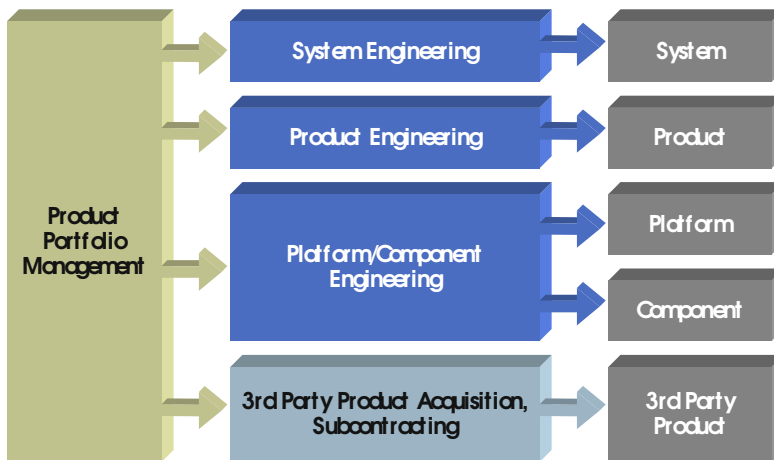 Product
Portfolio
Management
System Engineering
System
Product Engineering
Product
Platform/Component
Engineering
Platform
Component
3rd Party Product Acquisition,
Subcontracting
3rd Party
Product